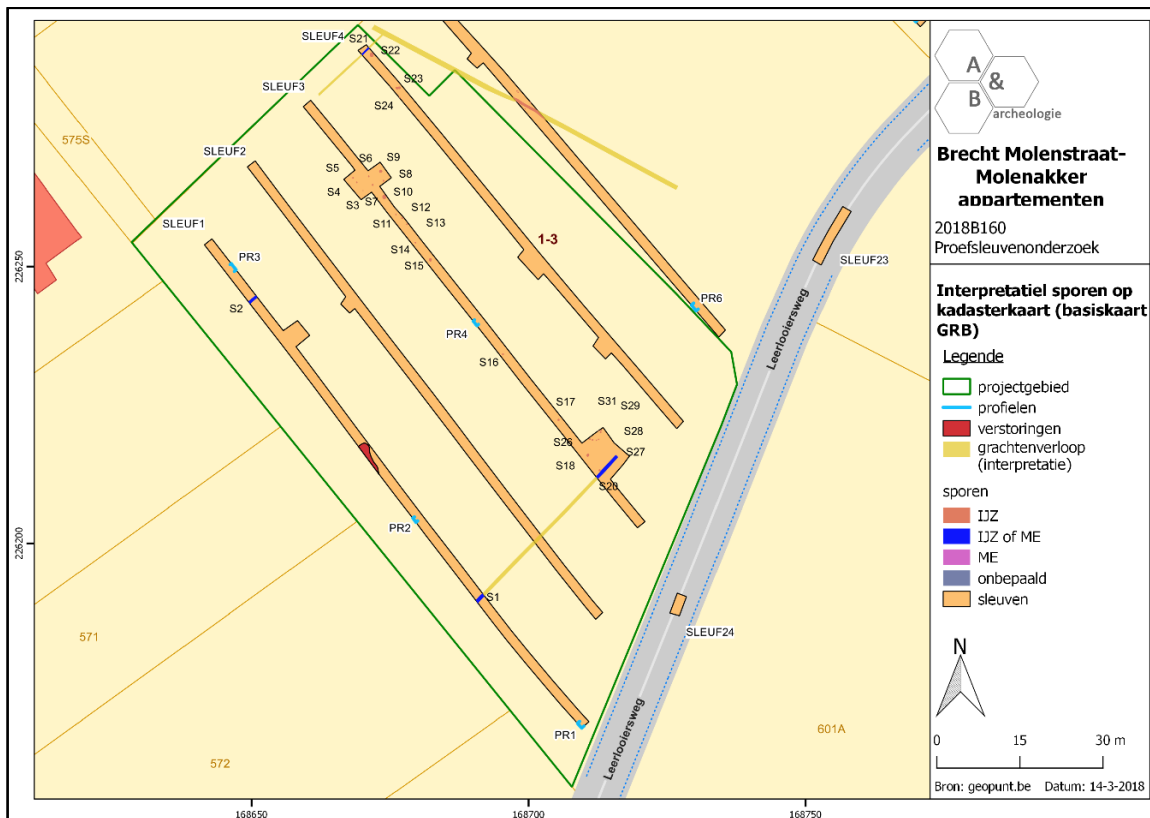 SLEUF4
S21
S22
SLEUF3
S23
S24
575S
SLEUF2
S6
S9
S5
S8
S4
S10
S3
S7
S12
S11
S13
SLEUF1
S14
1-3
S15
PR3
226250
SLEUF23
S2
PR6
PR4
Leerlooiersweg
S16
S17
S31
S29
S28
S26
S27
S18
S20
PR2
226200
S1
SLEUF24
571
601A
PR1
572
Leerlooiersweg
168650
168700
168750
A
&
B
archeologie
Brecht Molenstraat-
Molenakker
appartementen
2018B160
Proefsleuvenonderzoek
Interpretatiel sporen op
kadasterkaart (basiskaart
GRB)
Legende
projectgebied
profielen
verstoringen
grachtenverloop
(interpretatie)
sporen
IJZ
IJZ of ME
ME
onbepaald
sleuven
N
0 15 30 m
Bron: geopunt.be Datum: 14-3-2018